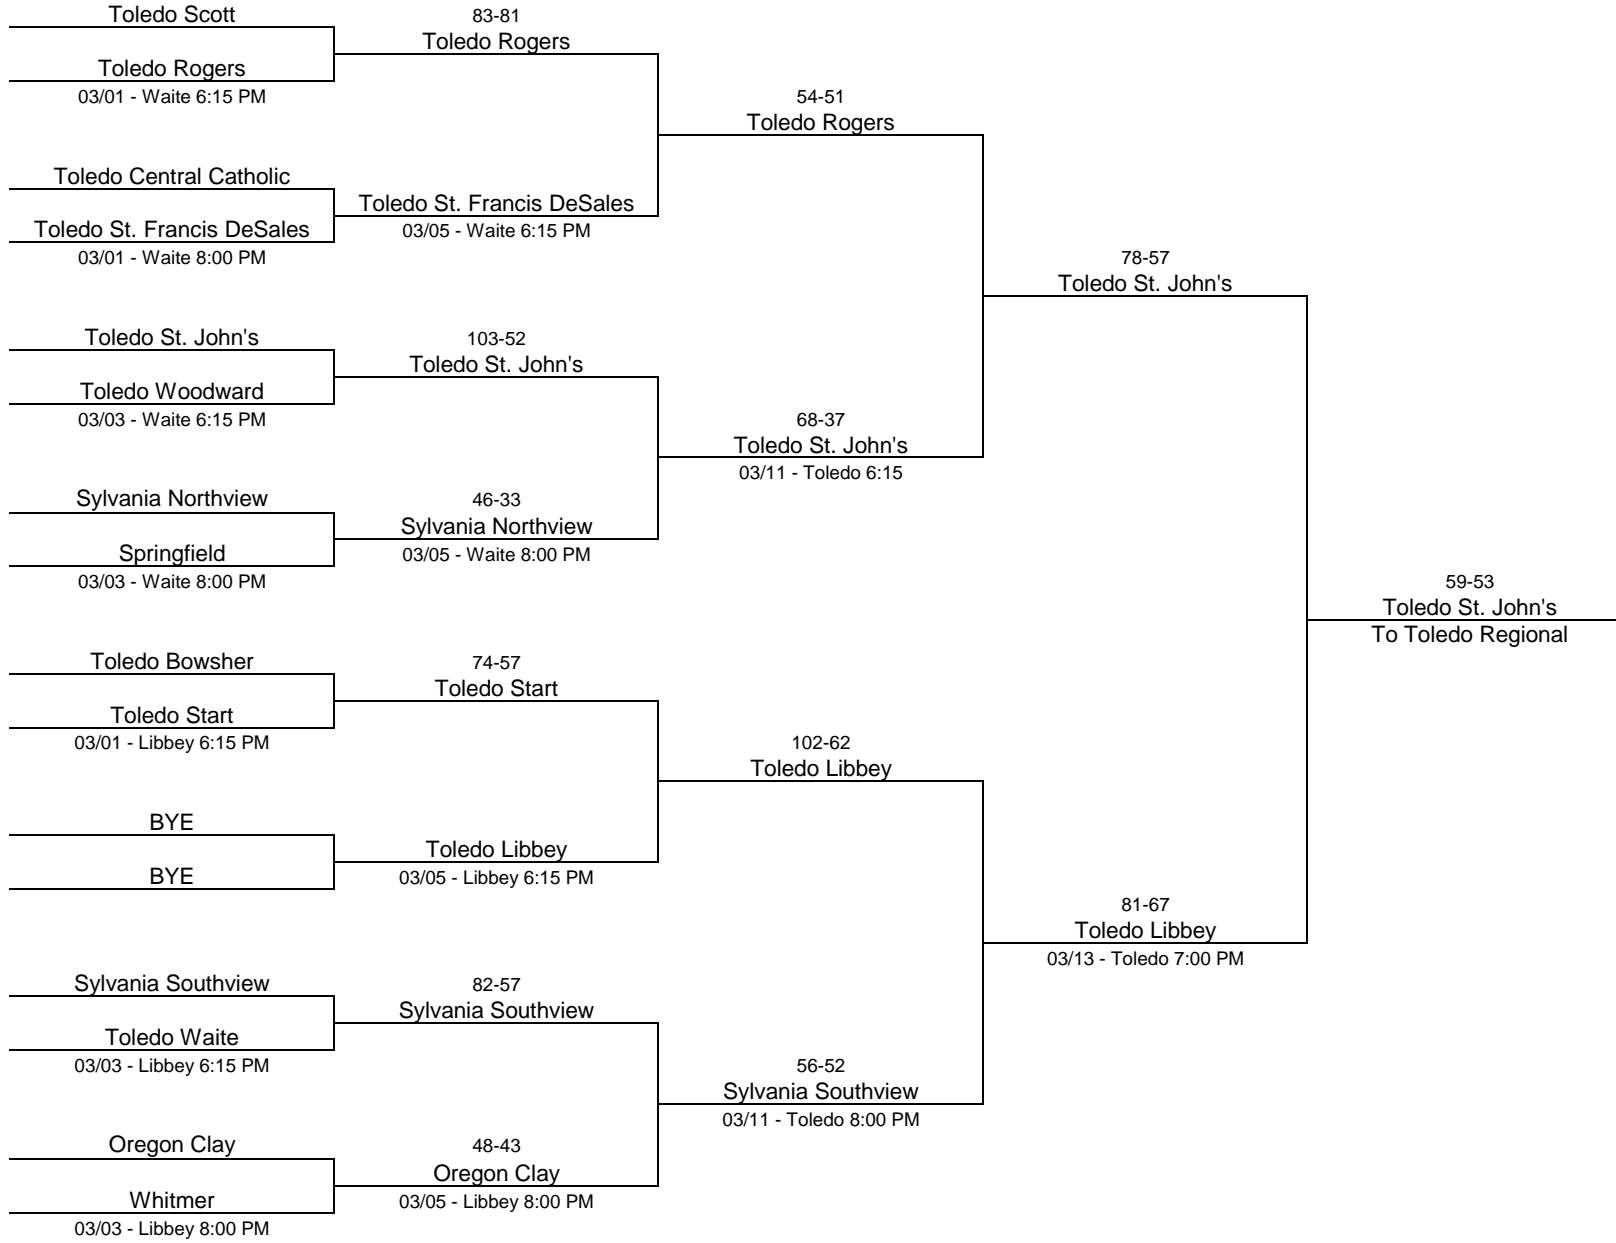 Toledo Scott
Toledo Rogers
03/01 - Waite 6:15 PM
Toledo Central Catholic
Toledo St. Francis DeSales
03/01 - Waite 8:00 PM
Toledo St. John's
Toledo Woodward
03/03 - Waite 6:15 PM
Sylvania Northview
Springfield
03/03 - Waite 8:00 PM
Toledo Bowsher
Toledo Start
03/01 - Libbey 6:15 PM
BYE
BYE
Sylvania Southview
Toledo Waite
03/03 - Libbey 6:15 PM
Oregon Clay
Whitmer
03/03 - Libbey 8:00 PM
83-81
Toledo Rogers
Toledo St. Francis DeSales
03/05 - Waite 6:15 PM
103-52
Toledo St. John's
46-33
Sylvania Northview
03/05 - Waite 8:00 PM
74-57
Toledo Start
Toledo Libbey
03/05 - Libbey 6:15 PM
82-57
Sylvania Southview
48-43
Oregon Clay
03/05 - Libbey 8:00 PM
54-51
Toledo Rogers
68-37
Toledo St. John's
03/11 - Toledo 6:15
102-62
Toledo Libbey
56-52
Sylvania Southview
03/11 - Toledo 8:00 PM
78-57
Toledo St. John's
81-67
Toledo Libbey
03/13 - Toledo 7:00 PM
59-53
Toledo St. John's
To Toledo Regional